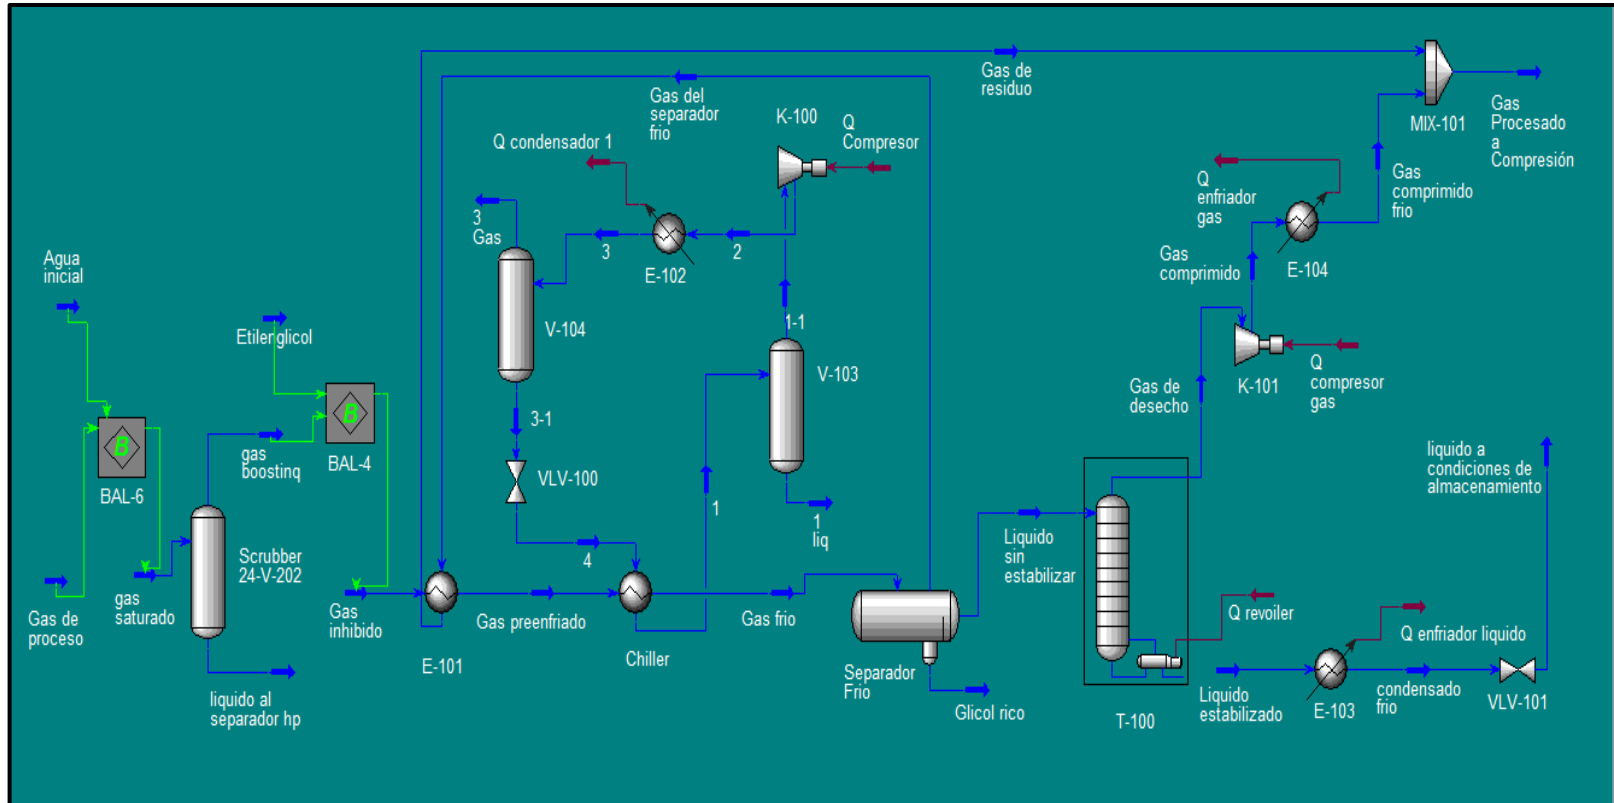 Gas de
residuo
Gas del
separador
frio
K-100
Q
Compresor
Q condensador 1
MIX-101
Gas
Procesado
a
Compresión
3
Gas
3
2
E-102
Q
enfriador
gas
Gas
comprimido
frio
Agua
inicial
Gas
comprimido
E-104
Etilenglicol
V-104
1-1
V-103
K-101
Q
compresor
gas
Gas de
desecho
3-1
gas
boostinq
BAL-4
BAL-6
VLV-100
1
1
liq
liquido a
condiciones de
almacenamiento
Scrubber
24-V-202
4
Liquido
sin
estabilizar
Gas de
proceso
gas
saturado
Gas
inhibido
Gas preenfriado
Gas frio
Q revoiler
E-101
Chiller
Separador
Frio
Q enfriador liquido
liquido al
separador hp
Glicol rico
T-100
Liquido
estabilizado
E-103
condensado
frio
VLV-101
B
B